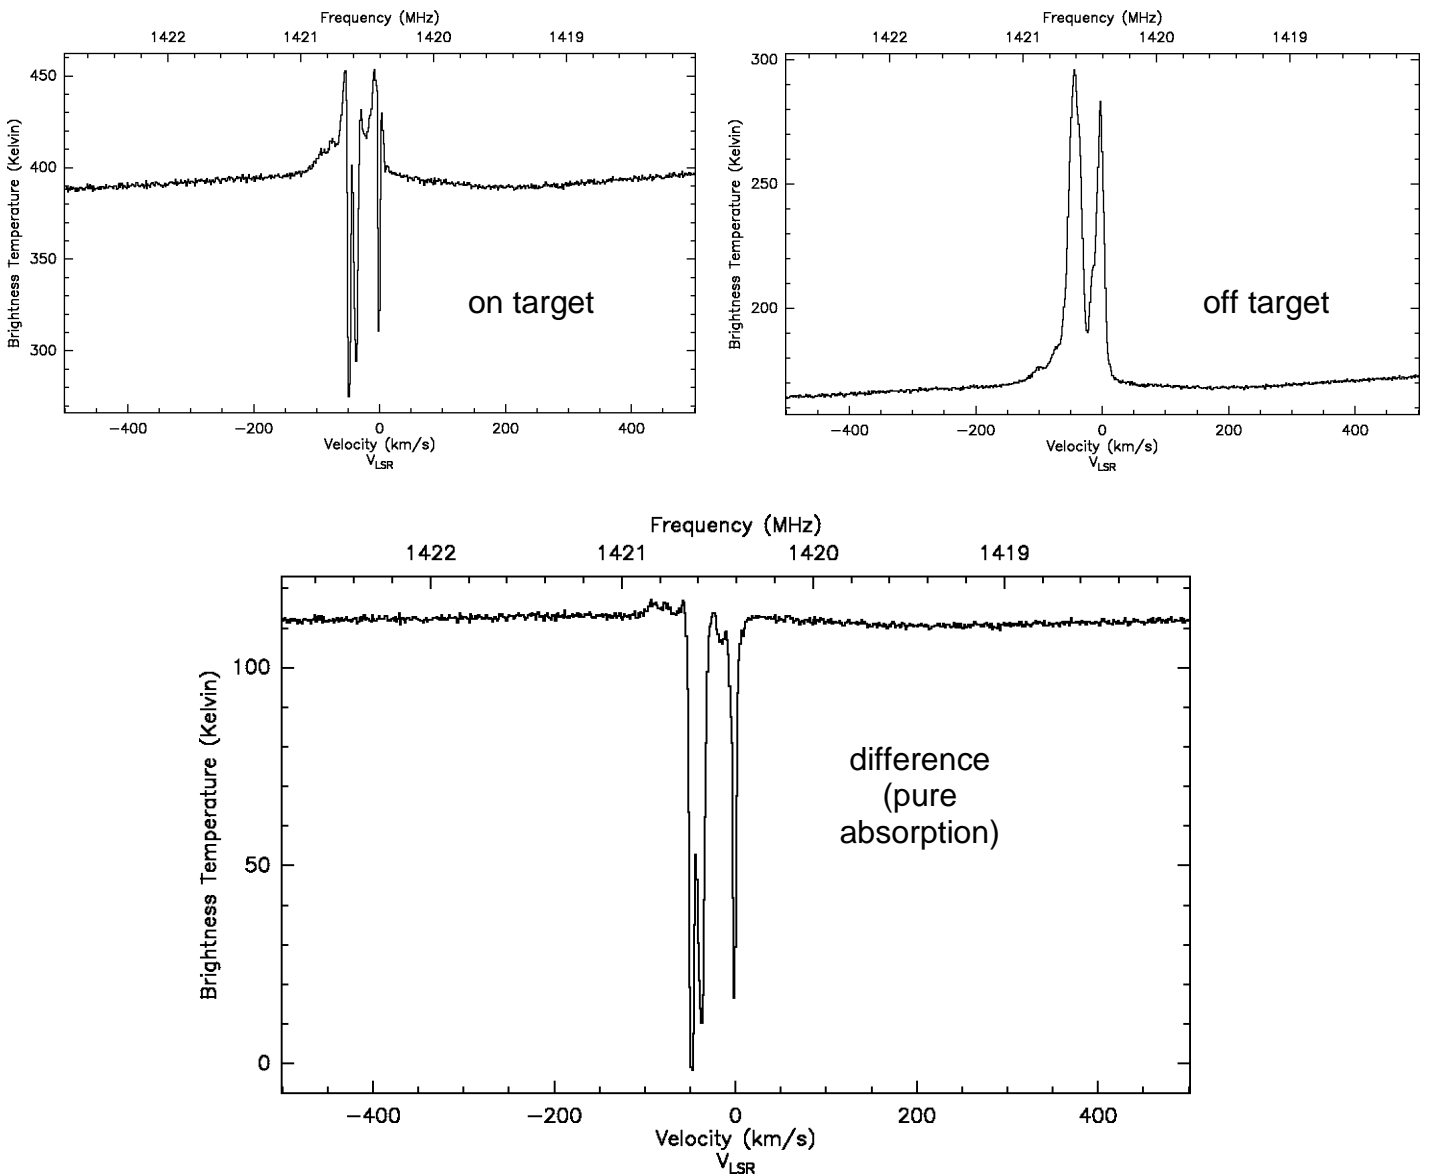 Frequency (MHz)
1422 1421 1420 1419
450
400
350
300
Brightness Temperature (Kelvin)
on target
−400 −200 0 200 400
Velocity (km/s)
VLSR
Frequency (MHz)
1422 1421 1420 1419
300
250
200
Brightness Temperature (Kelvin)
off target
−400 −200 0 200 400
Velocity (km/s)
VLSR
Frequency (MHz)
1422 1421 1420 1419
100
50
0
Brightness Temperature (Kelvin)
difference
(pure
absorption)
−400 −200 0 200 400
Velocity (km/s)
VLSR